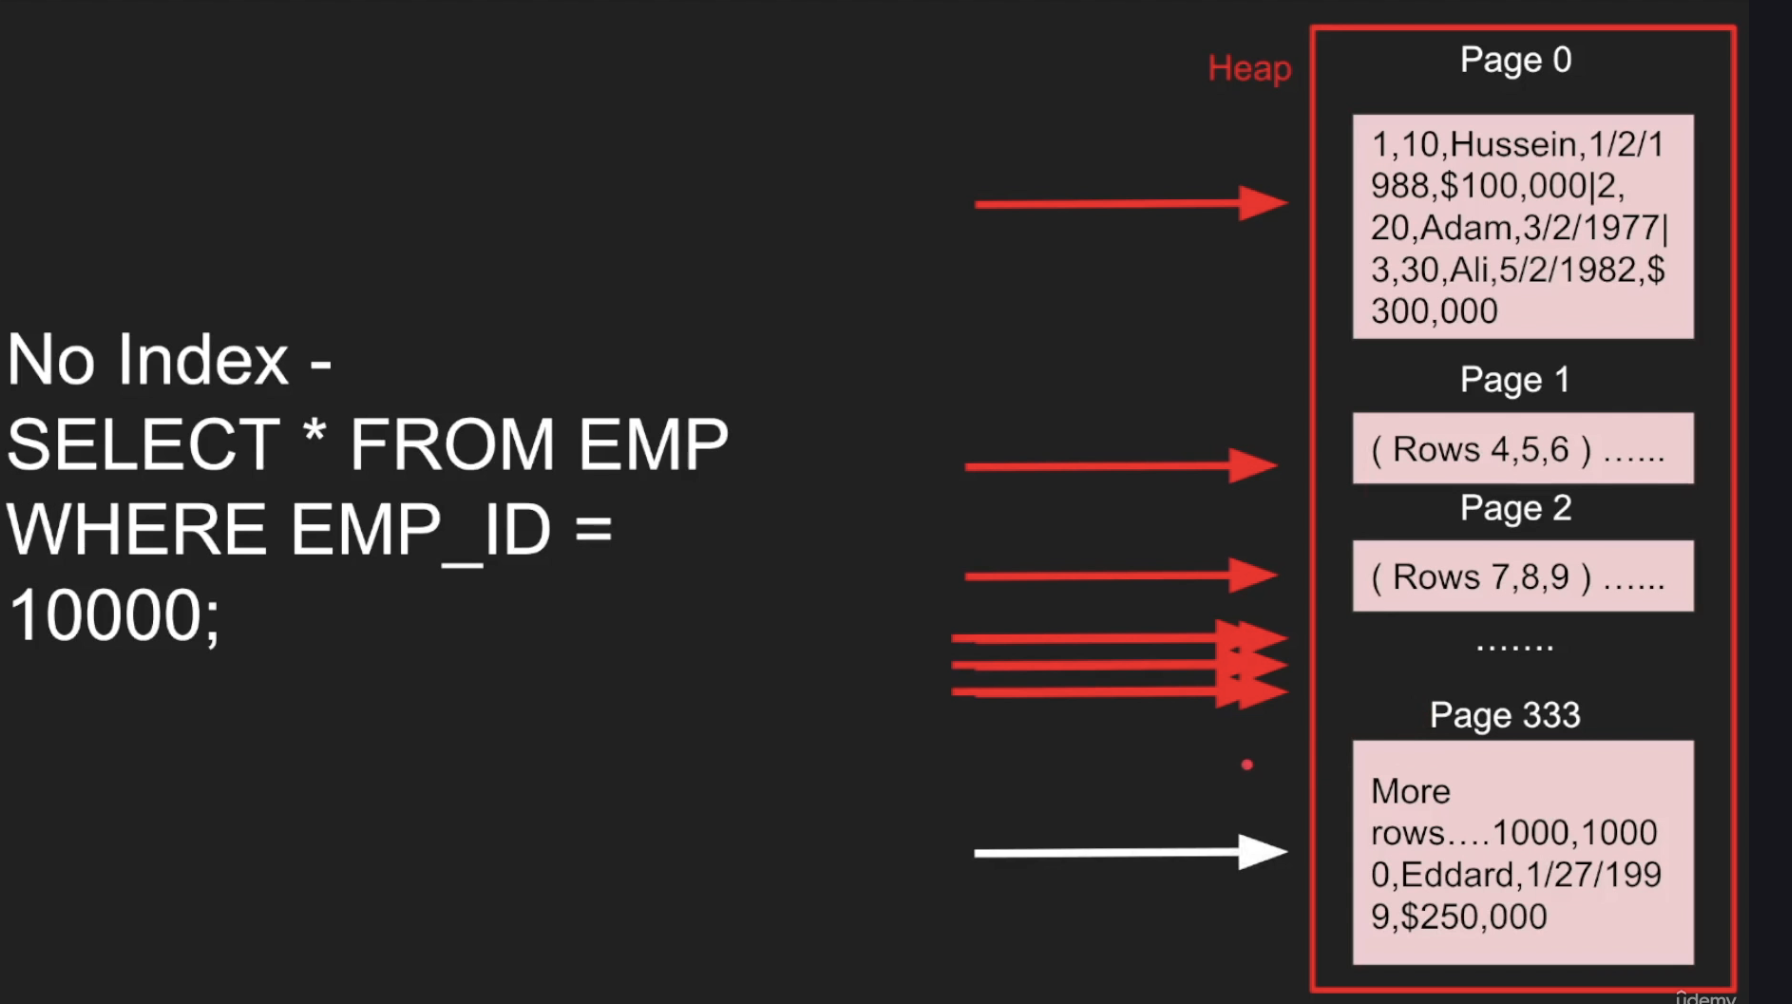 No Index -
SELECT * FROM EMP
WHERE EMP_ID =
10000;
Heap
Page 0
1,10,Hussein,1/2/1
988,$100,000|2,
20,Adam,3/2/1977|
3,30,Ali,5/2/1982,$
300,000
Page 1
( Rows 4,5,6 ) ......
Page 2
( Rows 7,8,9 ) ......
.......
Page 333
More
rows....1000,1000
0,Eddard,1/27/199
9,$250,000
ûdemy